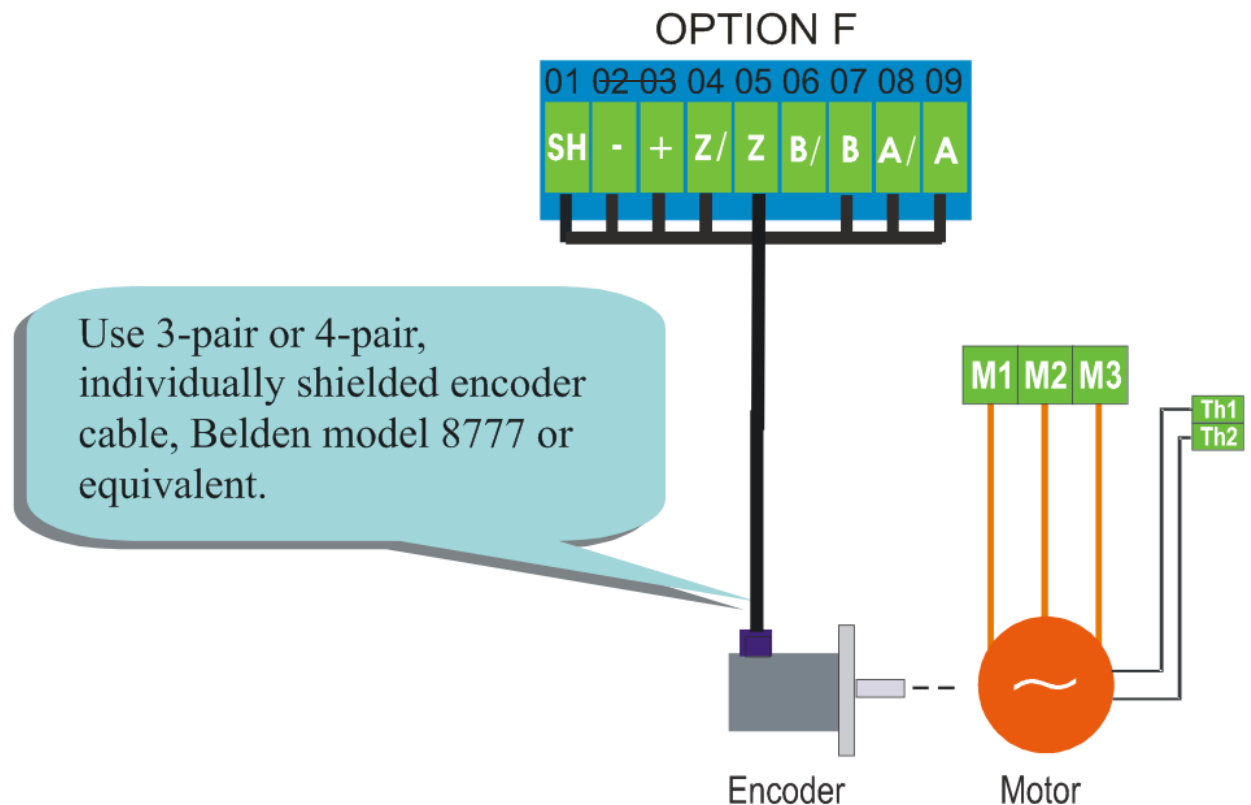 OPTION F
01 02 03 04 05 06 07 08 09
SH - + Z/ Z B/ B A/ A
Use 3-pair or 4-pair,
individually shielded encoder
cable, Belden model 8777 or
equivalent.
M1 M2 M3
Th1
Th2
~
Encoder
Motor